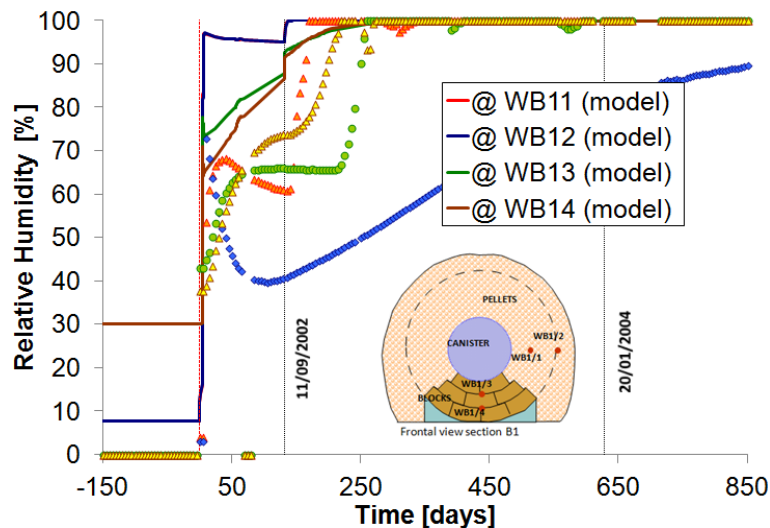 Relative Humidity [%]
100
90
80
70
60
50
40
30
20
10
0
@ WB11 (model)
@ WB12 (model)
@ WB13 (model)
@ WB14 (model)
11/09/2002
20/01/2004
PELLETS
CANISTER
WB1/2
WB1/1
WB1/3
BLOCKS
WB1/4
Frontal view section B1
-150
50
250
450
650
850
Time [days]